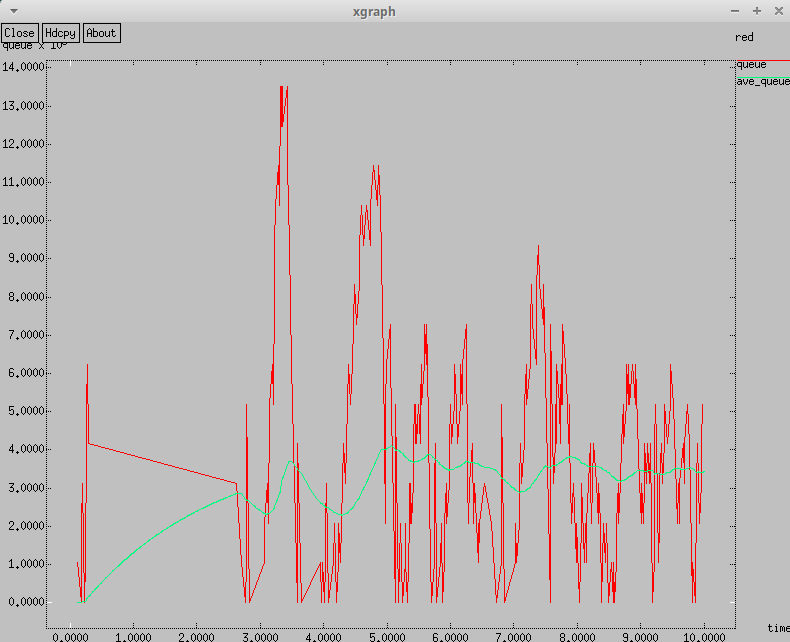 xgraph
Close Hdcpy About
queue x 10³
red
queue
ave_queue
14.0000
13.0000
12.0000
11.0000
10.0000
9.0000
8.0000
7.0000
6.0000
5.0000
4.0000
3.0000
2.0000
1.0000
0.0000
time
0.0000 1.0000 2.0000 3.0000 4.0000 5.0000 6.0000 7.0000 8.0000 9.0000 10.0000